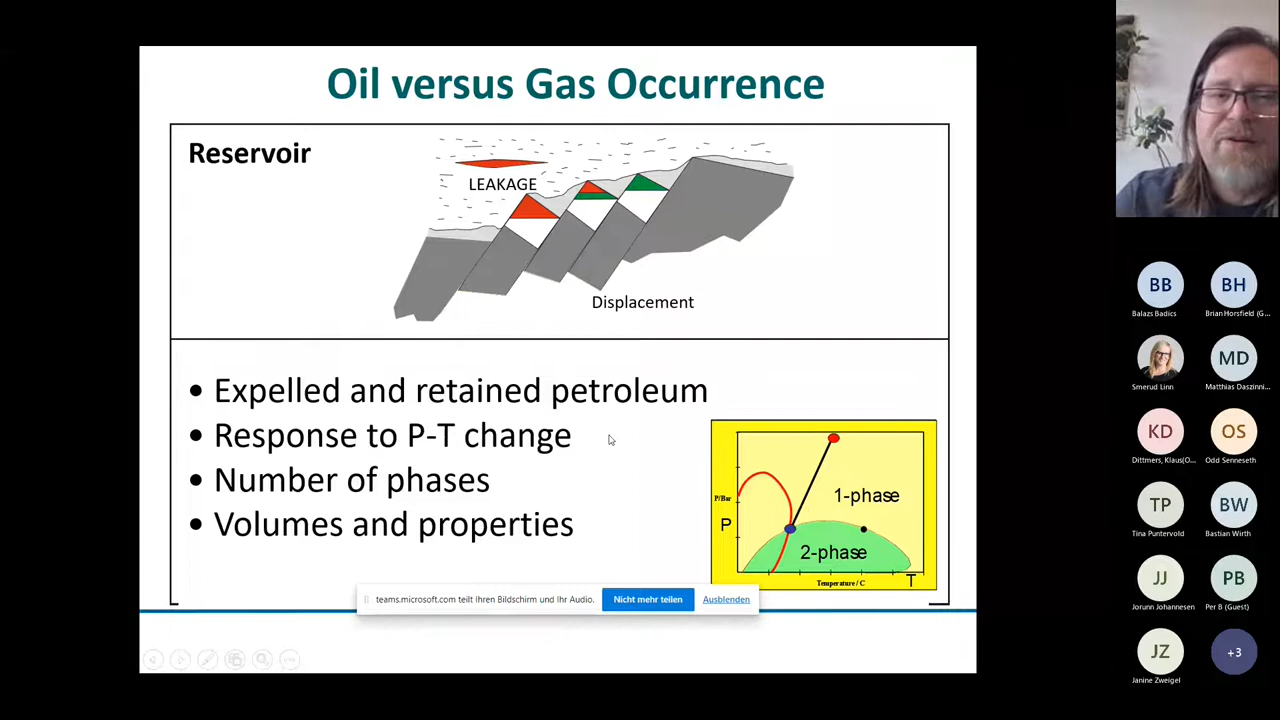 Oil versus Gas Occurrence
Reservoir
LEAKAGE
Displacement
• Expelled and retained petroleum
• Response to P-T change
• Number of phases
• Volumes and properties
P/Bar
P
1-phase
2-phase
Temperature / C
T
teams.microsoft.com teilt Ihren Bildschirm und Ihr Audio.
Nicht mehr teilen
Ausblenden
BB
BH
Balazs Badics
Brian Horsfield (G...
MD
Smerud Linn
Matthias Daszinni...
KD
OS
Dittmers, Klaus(O...
Odd Senneseth
TP
BW
Tina Puntervold
Bastian Wirth
JJ
PB
Jorunn Johannesen
Per B (Guest)
JZ
+3
Janine Zweigel